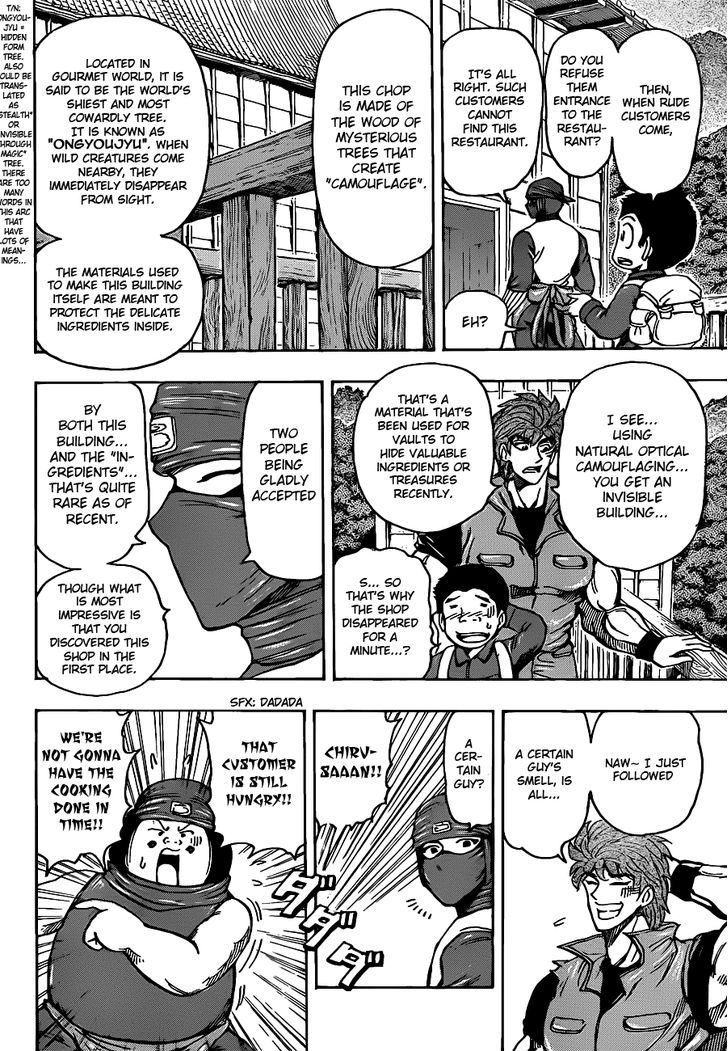 THEN,
WHEN RUDE
CUSTOMERS
COME,
DO YOU
REFUSE
THEM
ENTRANCE
TO THE
RESTAU-
RANT?
IT'S ALL
RIGHT. SUCH
CUSTOMERS
CANNOT
FIND THIS
RESTAURANT.
EH?
THIS CHOP
IS MADE OF
THE WOOD OF
MYSTERIOUS
TREES THAT
CREATE
"CAMOUFLAGE".
LOCATED IN
GOURMET WORLD, IT IS
SAID TO BE THE WORLD'S
SHIEST AND MOST
COWARDLY TREE.
IT IS KNOWN AS
"ONGYOUJYU". WHEN
WILD CREATURES COME
NEARBY, THEY
IMMEDIATELY DISAPPEAR
FROM SIGHT.
THE MATERIALS USED
TO MAKE THIS BUILDING
ITSELF ARE MEANT TO
PROTECT THE DELICATE
INGREDIENTS INSIDE.
T/N:
ONGYOU-
JYU =
HIDDEN
FORM
TREE.
ALSO
OULD BE
TRANS-
LATED
AS
STEALTH"
OR
INVISIBLE
THROUGH
MAGIC"
TREE.
THERE
ARE TOO
MANY
WORDS IN
THIS ARC
THAT
HAVE
LOTS OF
MEAN-
INGS...
I SEE...
USING
NATURAL OPTICAL
CAMOUFLAGING...
YOU GET AN
INVISIBLE
BUILDING...
THAT'S A
MATERIAL THAT'S
BEEN USED FOR
VAULTS TO
HIDE VALUABLE
INGREDIENTS OR
TREASURES
RECENTLY.
S... SO
THAT'S WHY
THE SHOP
DISAPPEARED
FOR A
MINUTE...?
TWO
PEOPLE
BEING
GLADLY
ACCEPTED
BY
BOTH THIS
BUILDING...
AND THE "IN-
GREDIENTS"...
THAT'S QUITE
RARE AS OF
RECENT.
THOUGH WHAT
IS MOST
IMPRESSIVE IS
IS THAT YOU
DISCOVERED THIS
SHOP IN THE
FIRST PLACE.
NAW~ I JUST
FOLLOWED
A CERTAIN
GUY'S
SMELL, IS
ALL...
A
CER-
TAIN
GUY?
CHIRU-
SAAAN!!
SFX: DADADA
THAT
CUSTOMER
IS STILL
HUNGRY!!
WE'RE
NOT GONNA
HAVE THE
COOKING
DONE IN
TIME!!
ダダダ